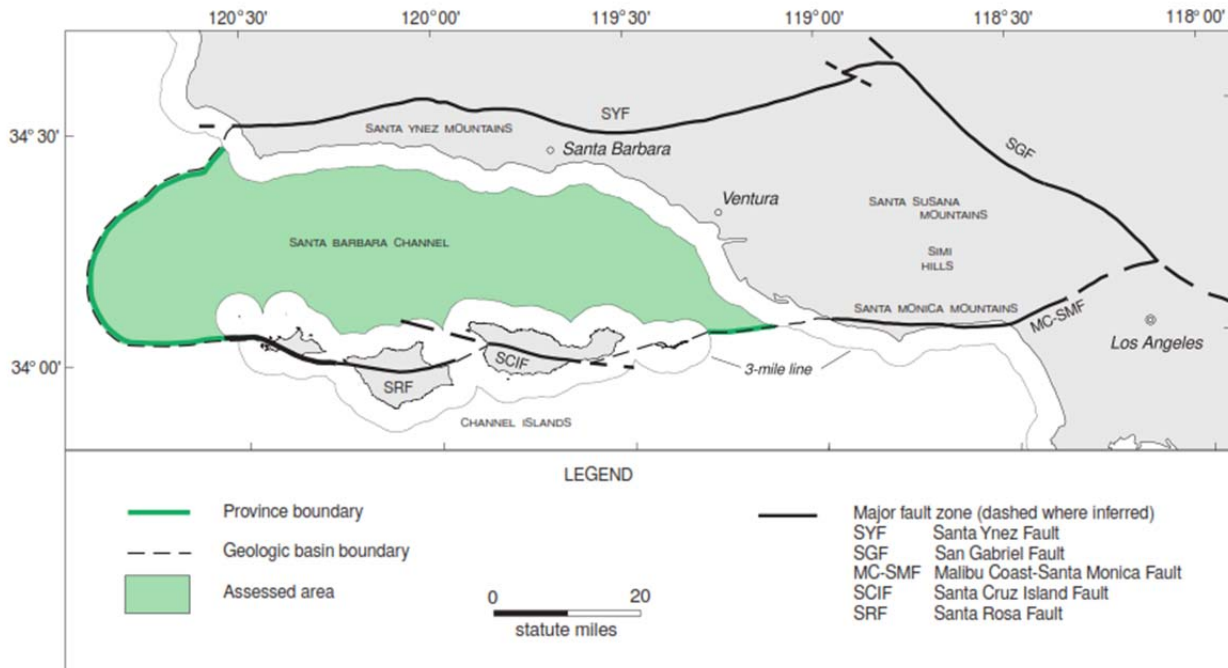 120°30' 120°00' 119°30' 119°00' 118°30' 118°00'
34°30'
34°00'
SYF
SANTA YNEZ MOUNTAINS
Santa Barbara
SGF
Ventura
SANTA SUSANA
MOUNTAINS
SANTA BARBARA CHANNEL
SIMI
HILLS
SANTA MONICA MOUNTAINS
MC-SMF
Los Angeles
SCIF
3-mile line
SRF
CHANNEL ISLANDS
LEGEND
Province boundary
Geologic basin boundary
Assessed area
0 20
statute miles
Major fault zone (dashed where inferred)
SYF Santa Ynez Fault
SGF San Gabriel Fault
MC-SMF Malibu Coast-Santa Monica Fault
SCIF Santa Cruz Island Fault
SRF Santa Rosa Fault